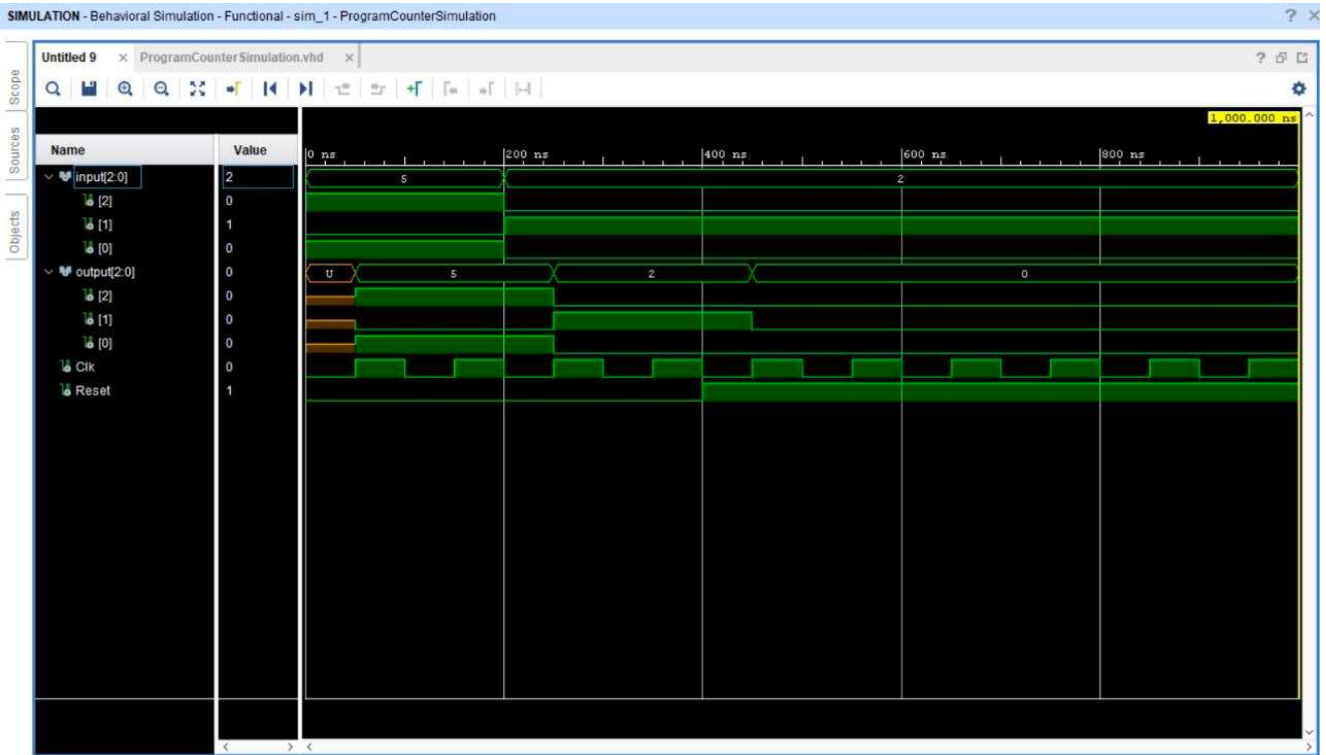 SIMULATION - Behavioral Simulation - Functional - sim_1 - ProgramCounterSimulation ? ×
Scope
Sources
Objects
Untitled 9 × ProgramCounterSimulation.vhd × ?
1,000.000 ns
Name Value 0 ns 200 ns 400 ns 600 ns 800 ns
input[2:0] 2 5 2
[2] 0
[1] 1
[0] 0
output[2:0] 0 U 5 2 0
[2] 0
[1] 0
[0] 0
Clk 0
Reset 1